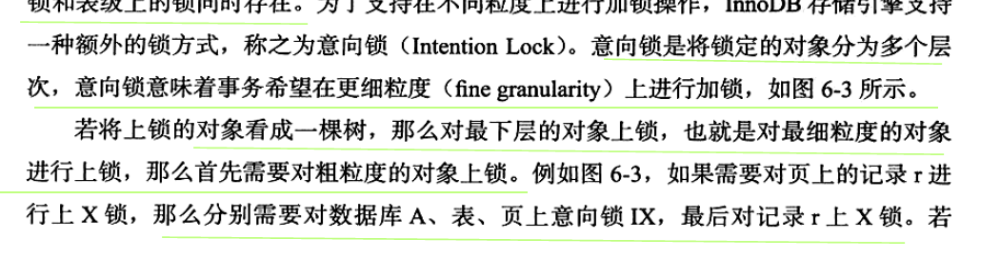 锁和表级上的锁同时存在。为了支持在不同粒度上进行加锁操作，InnoDB 存储引擎支持
一种额外的锁方式，称之为意向锁（Intention Lock）。意向锁是将锁定的对象分为多个层
次，意向锁意味着事务希望在更细粒度（fine granularity）上进行加锁，如图 6-3 所示。
若将上锁的对象看成一棵树，那么对最下层的对象上锁，也就是对最细粒度的对象
进行上锁，那么首先需要对粗粒度的对象上锁。例如图 6-3，如果需要对页上的记录 r 进
行上 X 锁，那么分别需要对数据库 A、表、页上意向锁 IX，最后对记录 r 上 X 锁。若